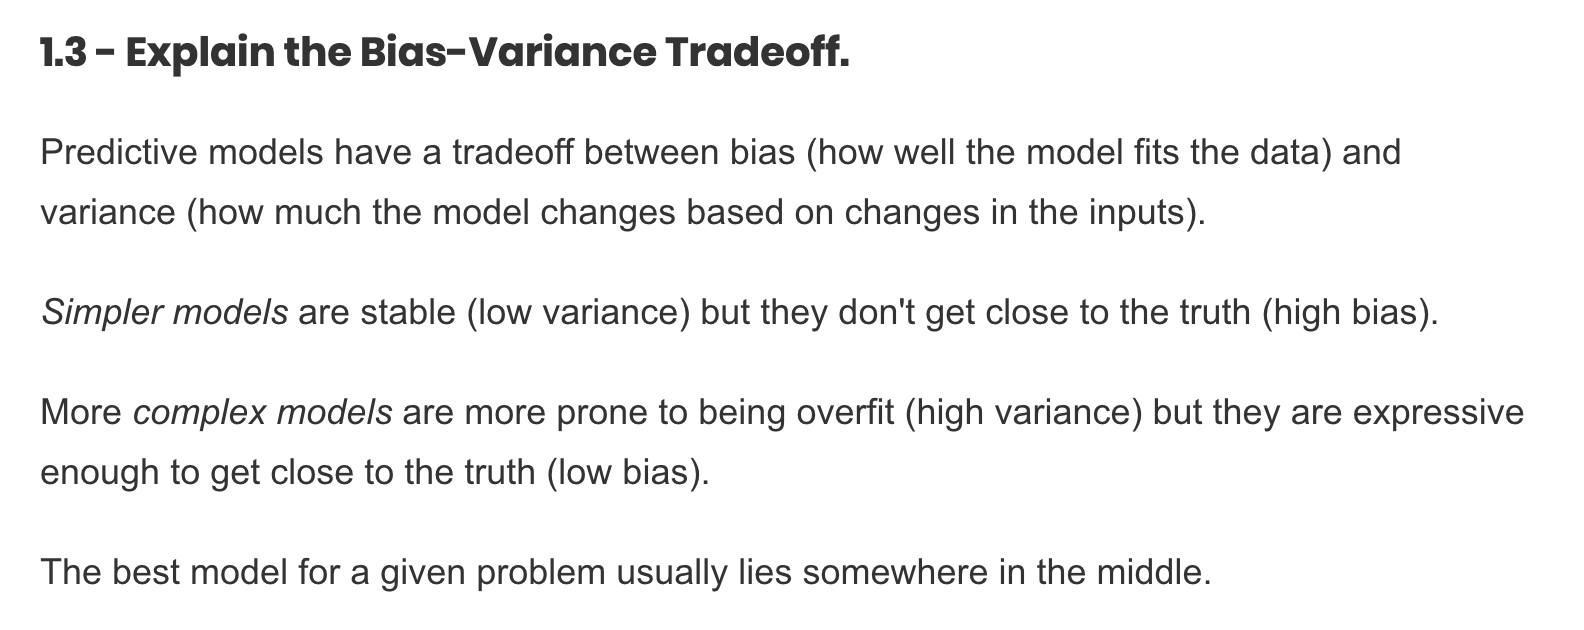 1.3 - Explain the Bias-Variance Tradeoff.
Predictive models have a tradeoff between bias (how well the model fits the data) and
variance (how much the model changes based on changes in the inputs).
Simpler models are stable (low variance) but they don't get close to the truth (high bias).
More complex models are more prone to being overfit (high variance) but they are expressive
enough to get close to the truth (low bias).
The best model for a given problem usually lies somewhere in the middle.